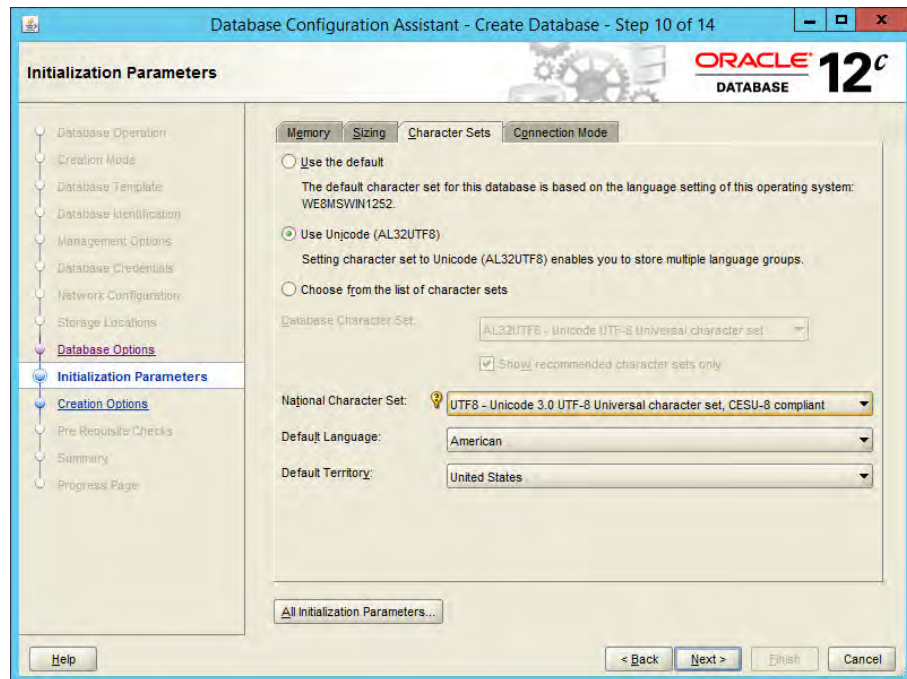 Database Configuration Assistant - Create Database - Step 10 of 14
Initialization Parameters
ORACLE
DATABASE
12c
Database Operation
Creation Mode
Database Template
Database Identification
Management Options
Database Credentials
Network Configuration
Storage Locations
Database Options
Initialization Parameters
Creation Options
Pre Requisite Checks
Summary
Progress Page
Memory Sizing Character Sets Connection Mode
Use the default
The default character set for this database is based on the language setting of this operating system:
WE8MSWIN1252.
Use Unicode (AL32UTF8)
Setting character set to Unicode (AL32UTF8) enables you to store multiple language groups.
Choose from the list of character sets
Database Character Set: AL32UTF8 - Unicode UTF-8 Universal character set
Show recommended character sets only
National Character Set: UTF8 - Unicode 3.0 UTF-8 Universal character set, CESU-8 compliant
Default Language: American
Default Territory: United States
All Initialization Parameters...
Help < Back Next > Finish Cancel